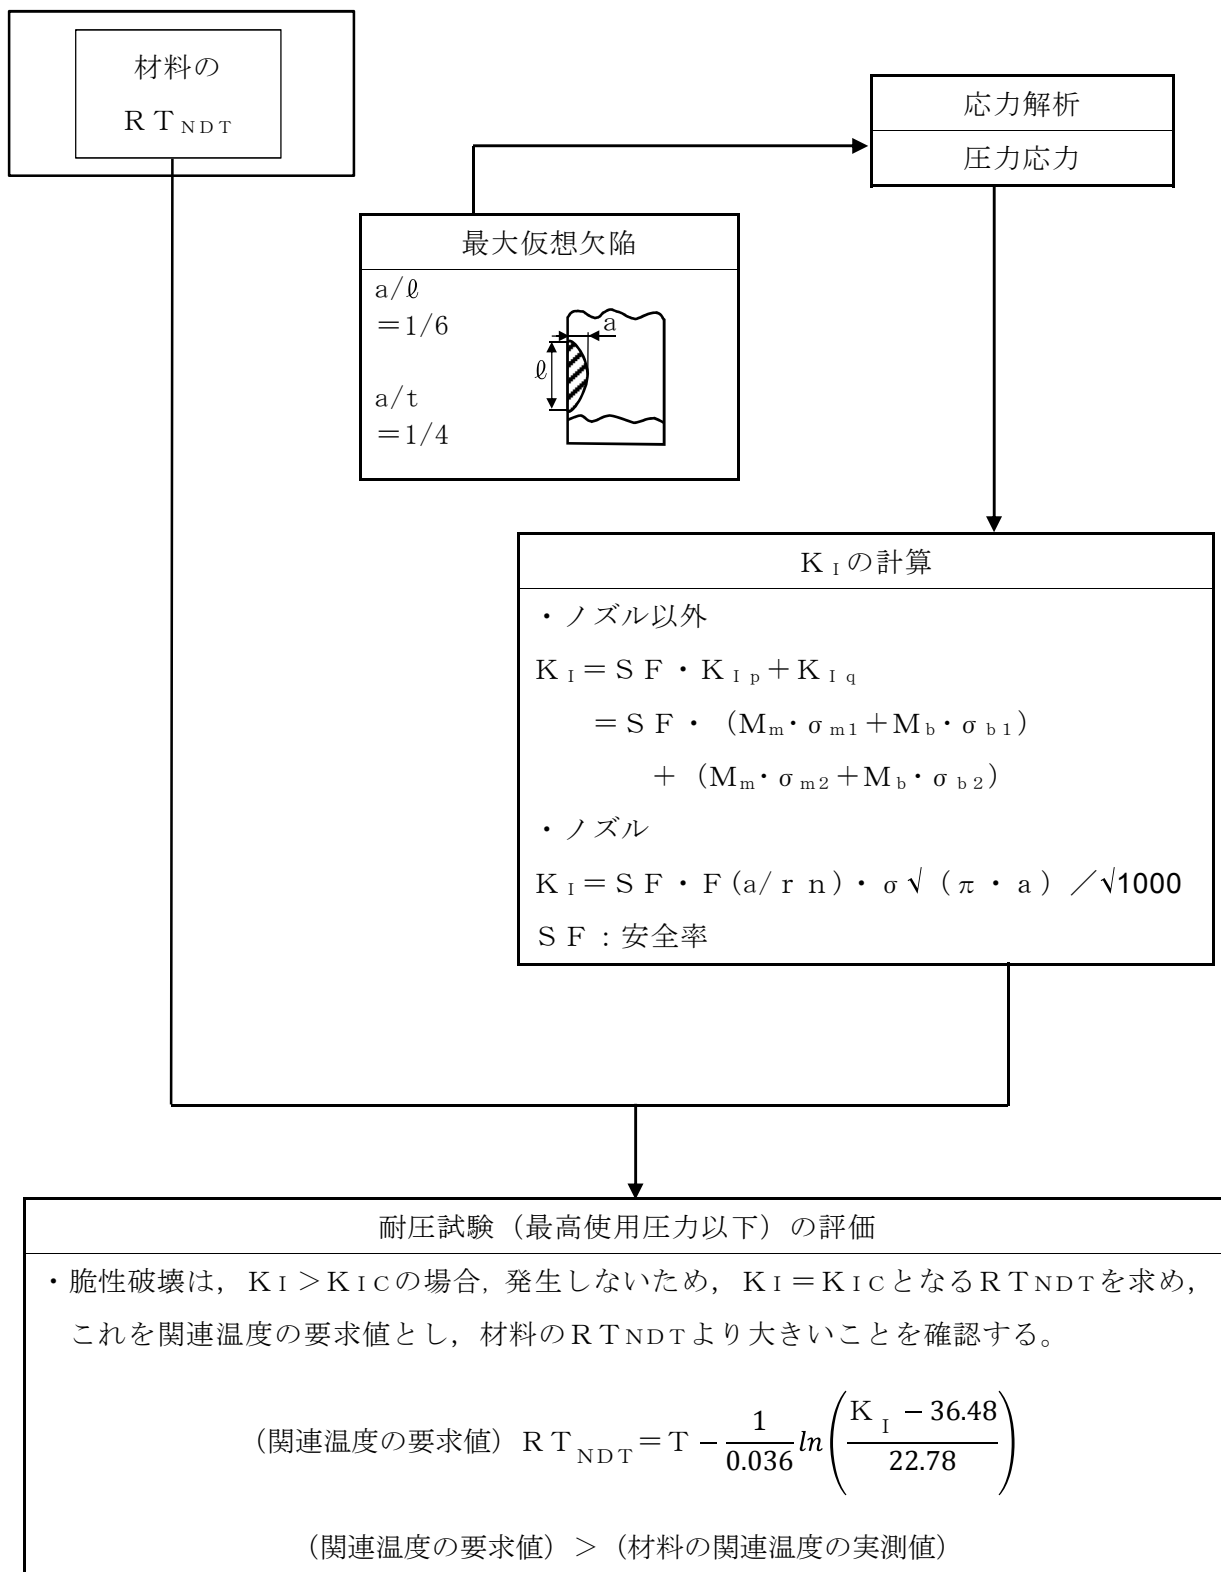 材料の
ＲＴNDT
応力解析
圧力応力
最大仮想欠陥
a/ℓ
＝1/6
a/t
＝1/4
a
ℓ
ＫIの計算
・ノズル以外
ＫI＝ＳＦ・ＫIp＋ＫIq
＝ＳＦ・（Mm・σm1＋Mb・σb1）
＋（Mm・σm2＋Mb・σb2）
・ノズル
ＫI＝ＳＦ・Ｆ(a/ｒｎ)・σ√（π・a）／√1000
ＳＦ：安全率
耐圧試験（最高使用圧力以下）の評価
・脆性破壊は，ＫI＞ＫICの場合，発生しないため，ＫI＝ＫICとなるＲＴNDTを求め，
これを関連温度の要求値とし，材料のＲＴNDTより大きいことを確認する。
（関連温度の要求値）ＲＴNDT＝Ｔ－1/0.036 ln((ＫI－36.48)/22.78)
（関連温度の要求値）＞（材料の関連温度の実測値）